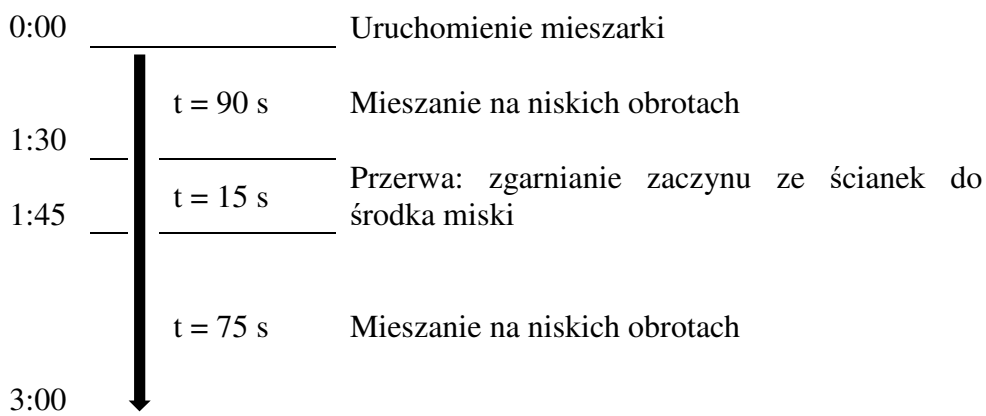 0:00 Uruchomienie mieszarki
t = 90 s Mieszanie na niskich obrotach
1:30
Przerwa: zgarnianie zaczynu ze ścianek do
t = 15 s
1:45 środka miski
t = 75 s Mieszanie na niskich obrotach
3:00